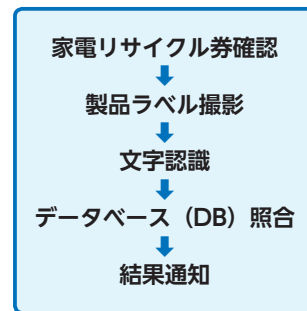 家電リサイクル券確認
製品ラベル撮影
文字認識
データベース（DB）照合
結果通知